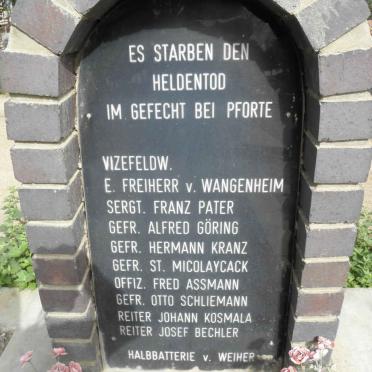 ES STARBEN DEN
HELDENTOD
IM GEFECHT BEI PFORTE
VIZEFELDW.
E. FREIHERR v. WANGENHEIM
SERGT. FRANZ PATER
GEFR. ALFRED GÖRING
GEFR. HERMANN KRANZ
GEFR. ST. MICOLAYCACK
OFFIZ. FRED ASSMANN
GEFR. OTTO SCHLIEMANN
REITER JOHANN KOSMALA
REITER JOSEF BECHLER
HALBBATTERIE v. WEIHER